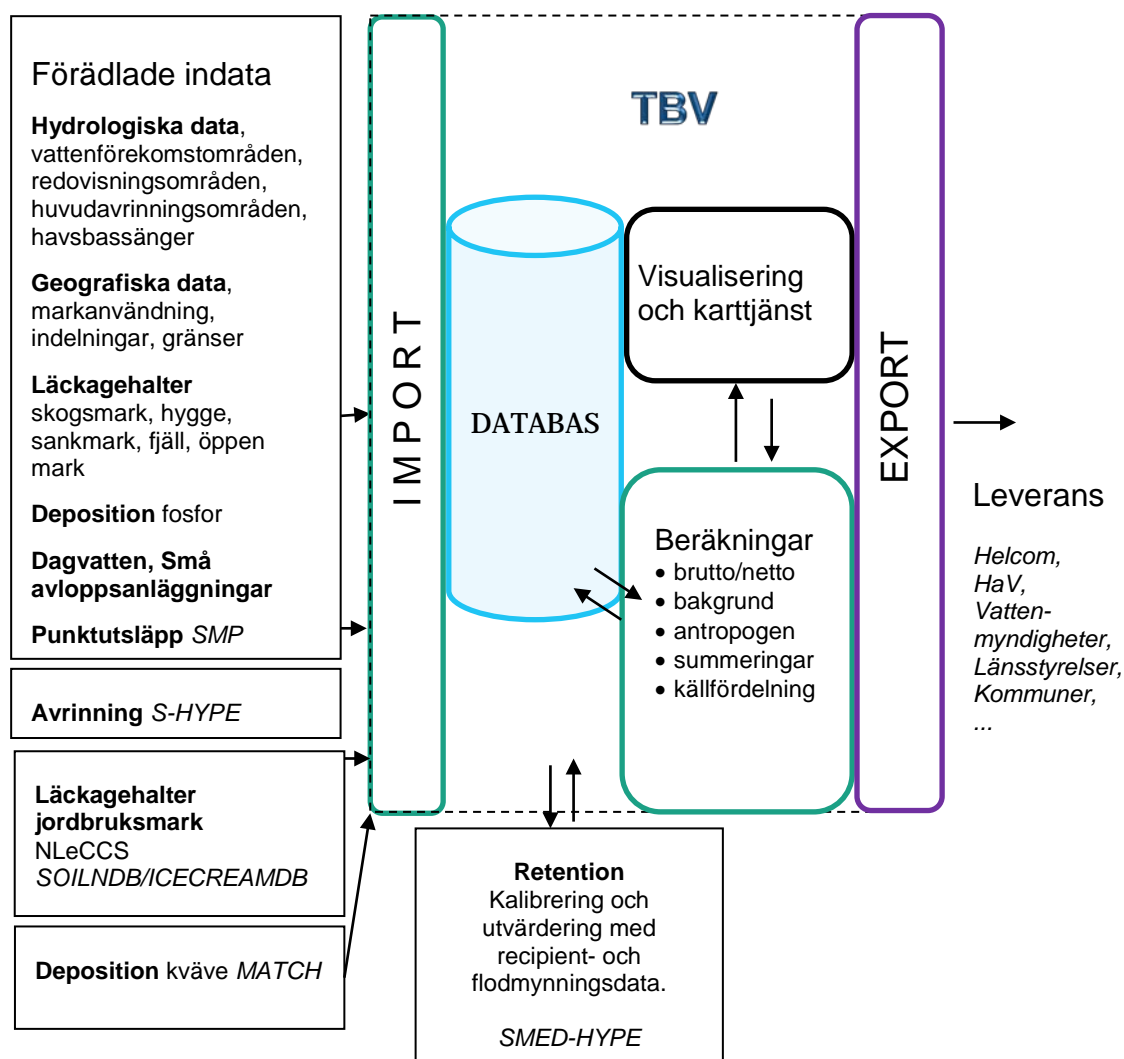 Förädlade indata
Hydrologiska data,
vattenförekomstområden,
redovisningsområden,
huvudavrinningsområden,
havsbassänger
Geografiska data,
markanvändning,
indelningar, gränser
Läckagehalter
skogsmark, hygge,
sankmark, fjäll, öppen
mark
Deposition fosfor
Dagvatten, Små
avloppsanläggningar
Punktutsläpp SMP
Avrinning S-HYPE
Läckagehalter
jordbruksmark
NLeCCS
SOILNDB/ICECREAMDB
Deposition kväve MATCH
IMPORT
TBV
DATABAS
Visualisering
och karttjänst
Beräkningar
• brutto/netto
• bakgrund
• antropogen
• summeringar
• källfördelning
Retention
Kalibrering och
utvärdering med
recipient- och
flodmynningsdata.
SMED-HYPE
EXPORT
Leverans
Helcom,
HaV,
Vatten-
myndigheter,
Länsstyrelser,
Kommuner,
...